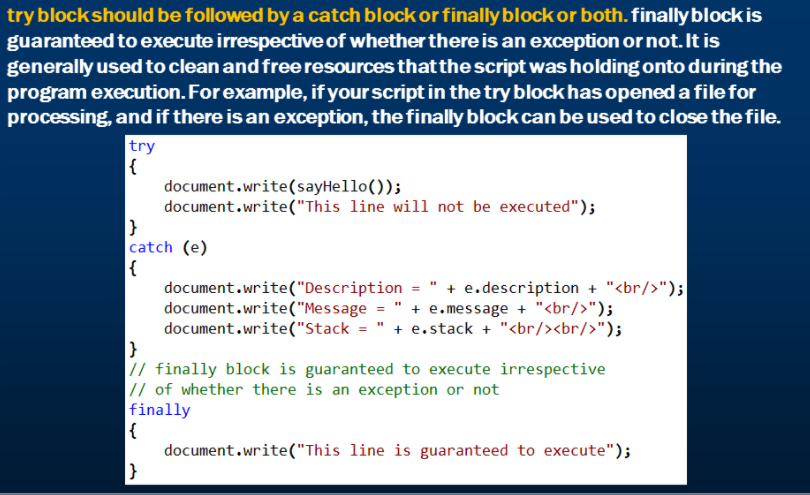 try block should be followed by a catch block or finally block or both. finally block is
guaranteed to execute irrespective of whether there is an exception or not. It is
generally used to clean and free resources that the script was holding onto during the
program execution. For example, if your script in the try block has opened a file for
processing, and if there is an exception, the finally block can be used to close the file.
try
{
    document.write(sayHello());
    document.write("This line will not be executed");
}
catch (e)
{
    document.write("Description = " + e.description + "<br/>");
    document.write("Message = " + e.message + "<br/>");
    document.write("Stack = " + e.stack + "<br/><br/>");
}
// finally block is guaranteed to execute irrespective
// of whether there is an exception or not
finally
{
    document.write("This line is guaranteed to execute");
}